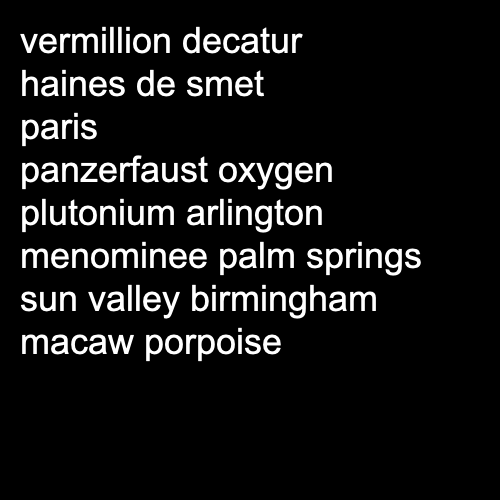 vermillion decatur
haines de smet
paris
panzerfaust oxygen
plutonium arlington
menominee palm springs
sun valley birmingham
macaw porpoise